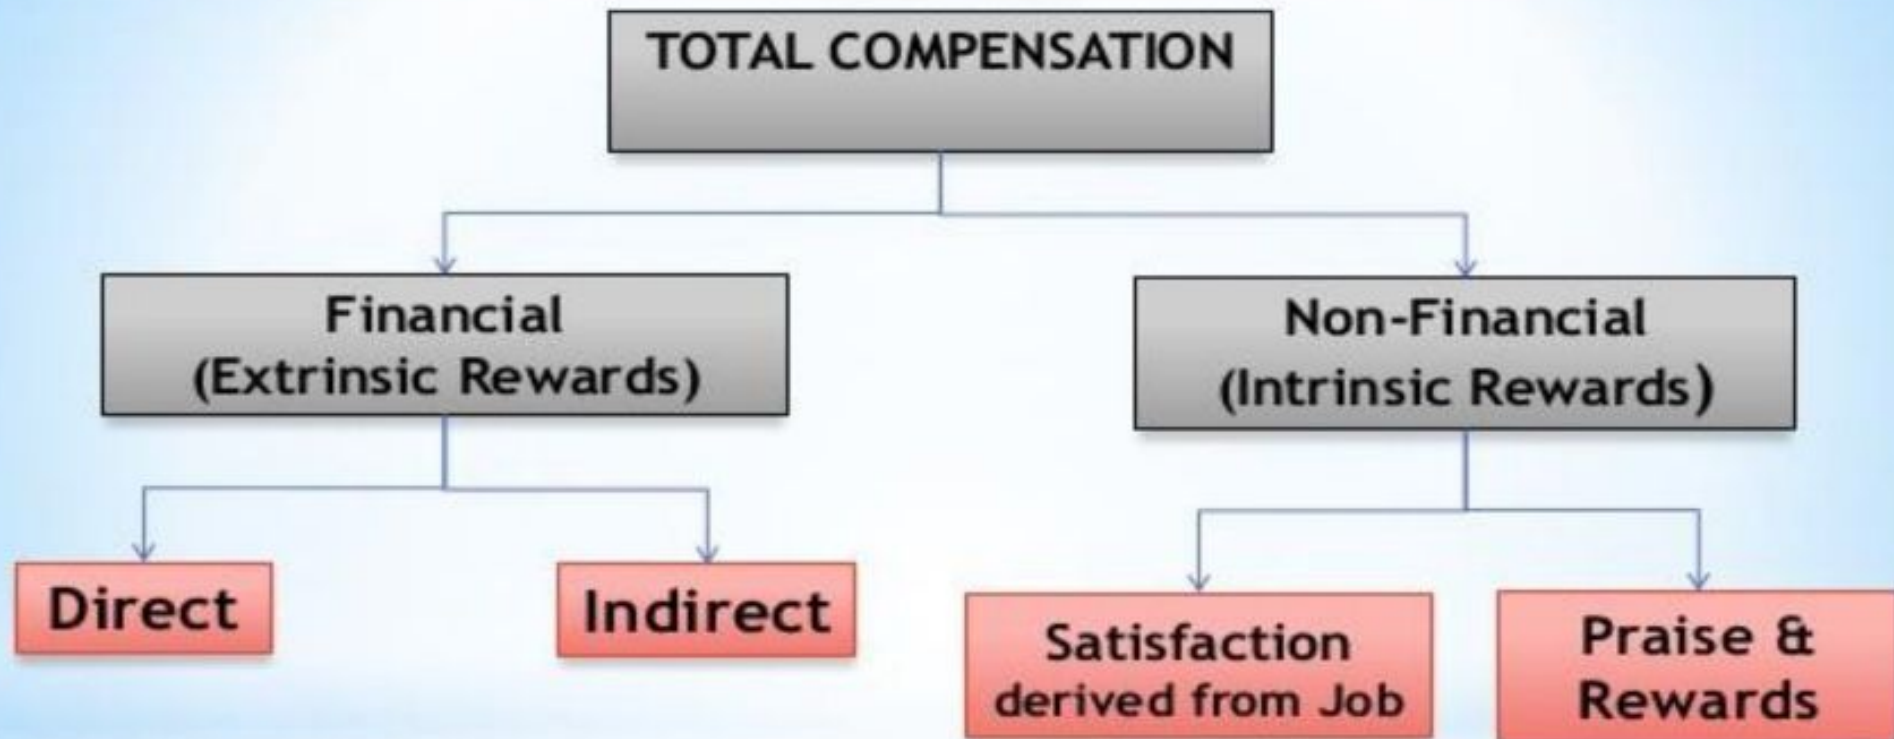 TOTAL COMPENSATION
Financial
(Extrinsic Rewards)
Non-Financial
(Intrinsic Rewards)
Direct
Indirect
Satisfaction
derived from Job
Praise &
Rewards